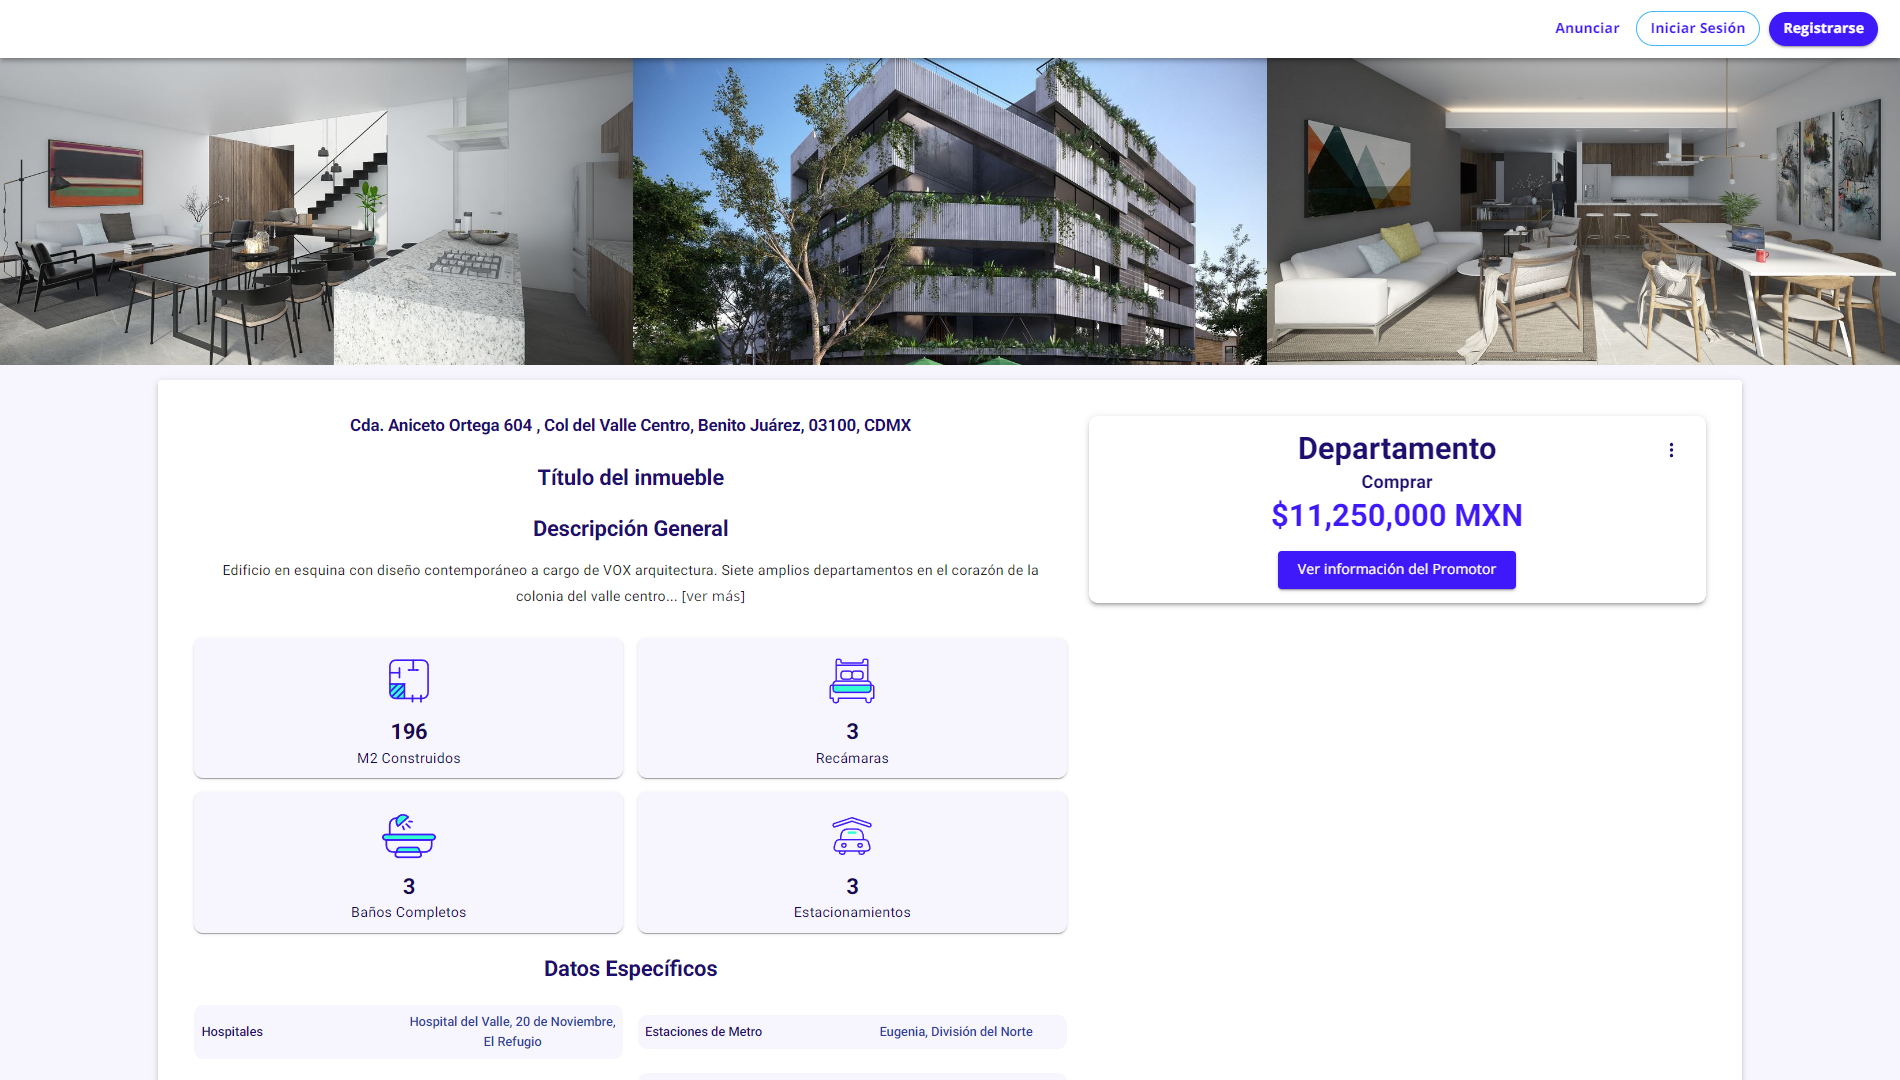 Anunciar
Iniciar Sesión
Registrarse
Cda. Aniceto Ortega 604 , Col del Valle Centro, Benito Juárez, 03100, CDMX
Título del inmueble
Descripción General
Edificio en esquina con diseño contemporáneo a cargo de VOX arquitectura. Siete amplios departamentos en el corazón de la
colonia del valle centro... [ver más]
Departamento
Comprar
$11,250,000 MXN
Ver información del Promotor
196
M2 Construidos
3
Recámaras
3
Baños Completos
3
Estacionamientos
Datos Específicos
Hospitales
Hospital del Valle, 20 de Noviembre,
El Refugio
Estaciones de Metro
Eugenia, División del Norte